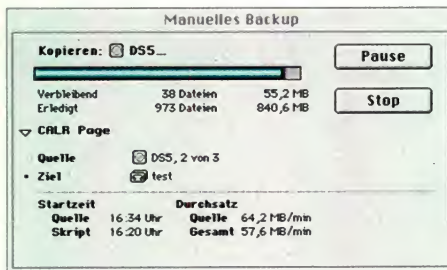 Manuelles Backup
Kopieren: DS5...
Pause
Verbleibend 38 Dateien 55,2 MB
Erledigt 973 Dateien 840,6 MB
Stop
CALR Page
Quelle DS5, 2 von 3
• Ziel test
Startzeit Durchsatz
Quelle 16:34 Uhr Quelle 64,2 MB/min
Skript 16:20 Uhr Gesamt 57,6 MB/min